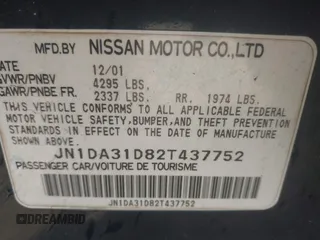 MFD.BY NISSAN MOTOR CO.,LTD
DATE 12/01
GVWR/PNBV 4295 LBS.
GAWR/PNBE FR. 2337 LBS. RR. 1974 LBS.
THIS VEHICLE CONFORMS TO ALL APPLICABLE FEDERAL
MOTOR VEHICLE SAFETY, BUMPER, AND THEFT PREVENTION
STANDARDS IN EFFECT ON THE DATE OF MANUFACTURE
SHOWN ABOVE.
JN1DA31D82T437752
PASSENGER CAR/VOITURE DE TOURISME
JN1DA31D82T437752
DREAMBID